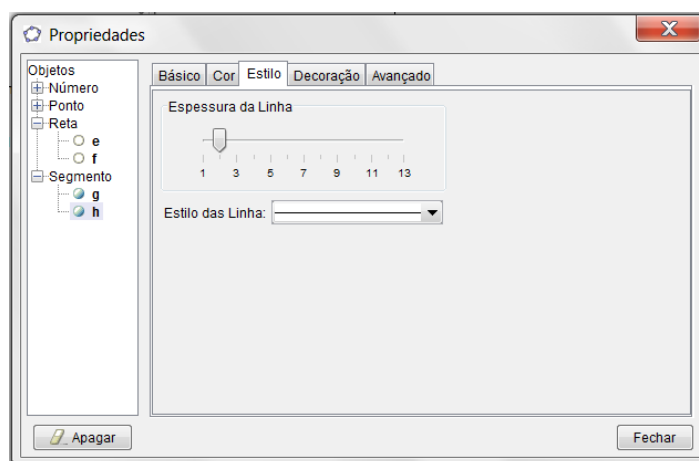 Propriedades
X
Objetos
Número
Ponto
Reta
e
f
Segmento
g
h
Básico Cor Estilo Decoração Avançado
Espessura da Linha
1 3 5 7 9 11 13
Estilo das Linha:
Apagar
Fechar